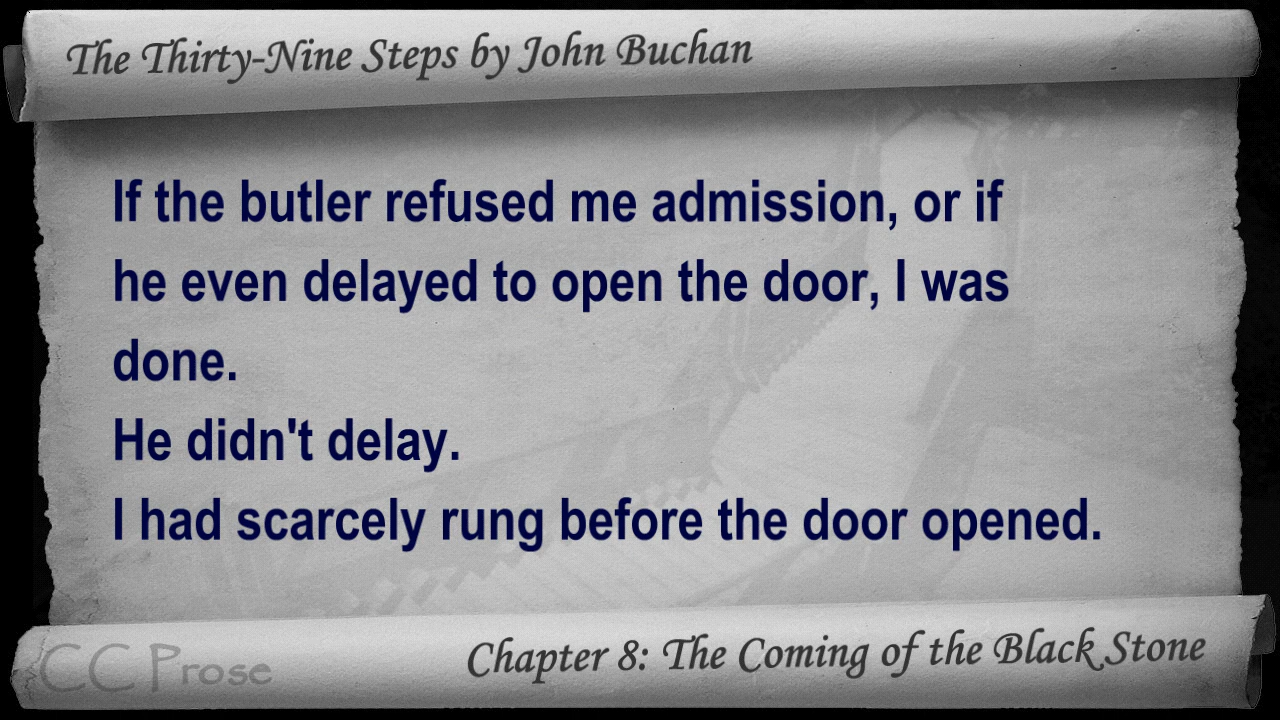 The Thirty-Nine Steps by John Buchan
If the butler refused me admission, or if
he even delayed to open the door, I was
done.
He didn't delay.
I had scarcely rung before the door opened.
CC Prose
Chapter 8: The Coming of the Black Stone